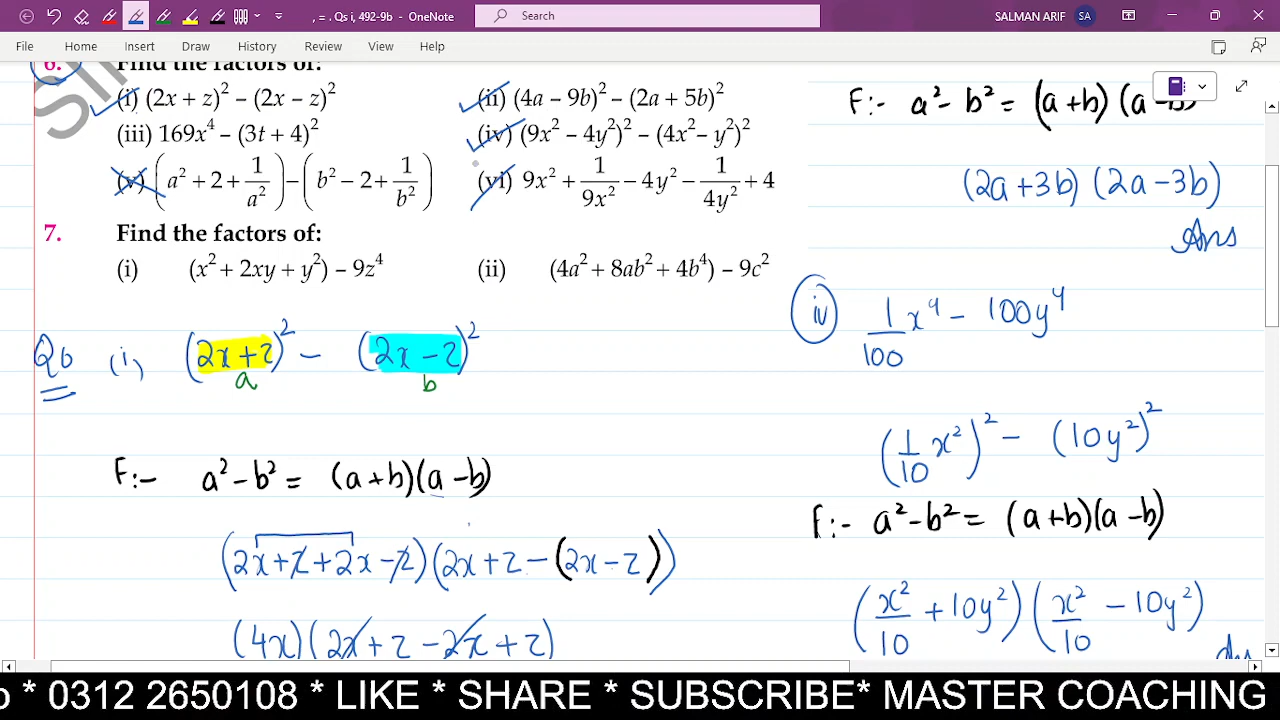 , = . Qs i, 492-9b - OneNote
Search
SALMAN ARIF SA
File Home Insert Draw History Review View Help
6. Find the factors of:
(i) (2x + z)² – (2x – z)² (ii) (4a – 9b)² – (2a + 5b)²
(iii) 169x⁴ – (3t + 4)² (iv) (9x² – 4y²)² – (4x² – y²)²
(v) (a² + 2 + 1/a²) – (b² – 2 + 1/b²) (vi) 9x² + 1/9x² – 4y² – 1/4y² + 4
7. Find the factors of:
(i) (x² + 2xy + y²) – 9z⁴ (ii) (4a² + 8ab² + 4b⁴) – 9c²
Q6 (i) (2x + z)² – (2x – z)²
a b
F:- a² – b² = (a + b)(a – b)
(2x + z + 2x – z)(2x + z – (2x – z))
(4x)(2x + z – 2x + z)
F:- a² – b² = (a + b) (a – b)
(2a + 3b) (2a – 3b)
Ans
iv 1/100 x⁴ – 100y⁴
(1/10 x²)² – (10y²)²
F:- a² – b² = (a + b)(a – b)
(x²/10 + 10y²)(x²/10 – 10y²)
* 0312 2650108 * LIKE * SHARE * SUBSCRIBE* MASTER COACHING